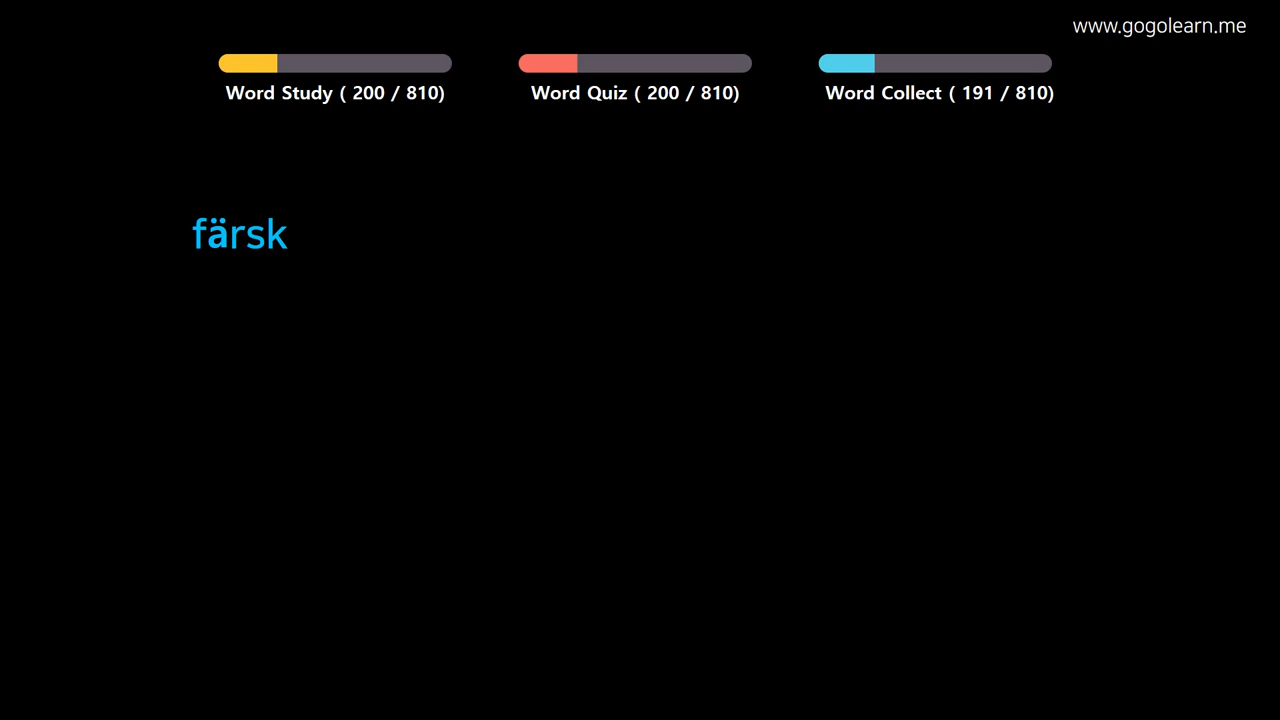 www.gogolearn.me
Word Study ( 200 / 810)
Word Quiz ( 200 / 810)
Word Collect ( 191 / 810)
färsk